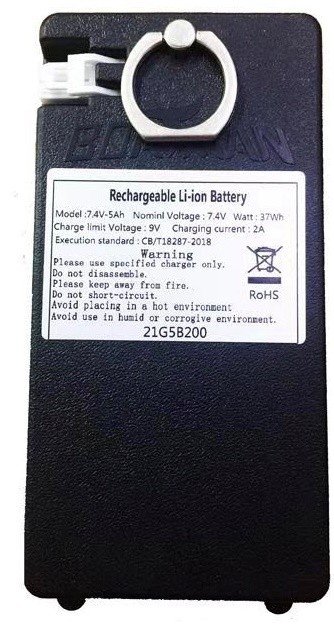 Rechargeable Li-ion Battery
Model :7.4V-5Ah Nominl Voltage : 7.4V Watt : 37Wh
Charge limit Voltage : 9V Charging current : 2A
Execution standard : CB/T18287-2018
Warning
Please use specified charger only.
Do not disassemble.
Please keep away from fire.
Do not short-circuit.
Avoid placing in a hot environment
Avoid use in humid or corrogive environment.
RoHS
21G5B200